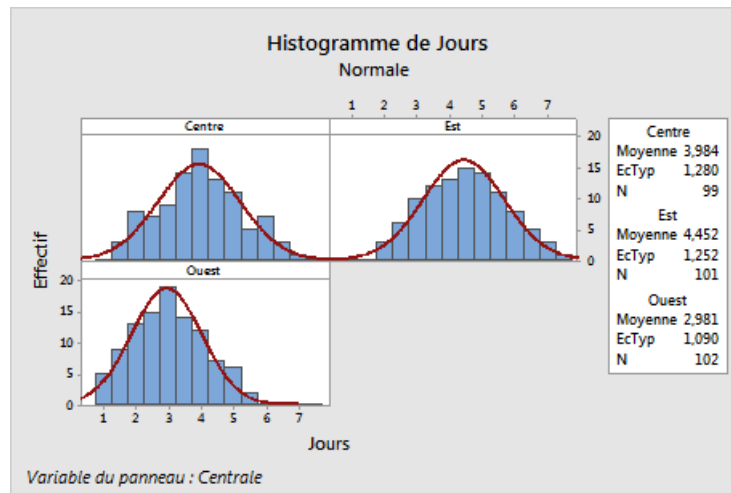 Histogramme de Jours
Normale
1 2 3 4 5 6 7
Centre
Est
20
15
10
5
0
Effectif
Ouest
20
15
10
5
0
1 2 3 4 5 6 7
Jours
Centre
Moyenne 3,984
EcTyp 1,280
N 99
Est
Moyenne 4,452
EcTyp 1,252
N 101
Ouest
Moyenne 2,981
EcTyp 1,090
N 102
Variable du panneau : Centrale